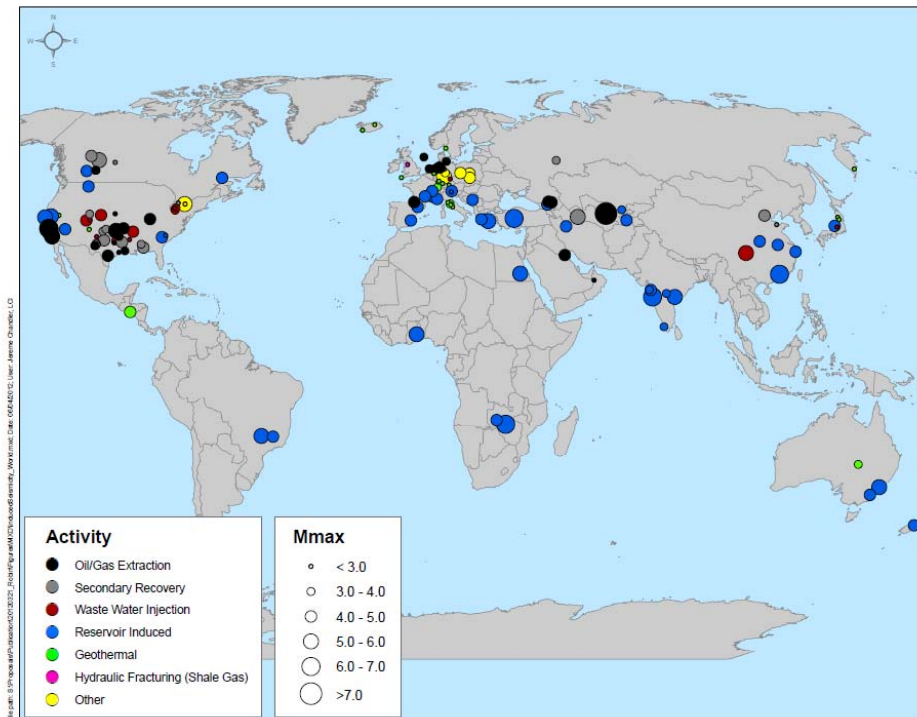 N
W E
S
Activity
Oil/Gas Extraction
Secondary Recovery
Waste Water Injection
Reservoir Induced
Geothermal
Hydraulic Fracturing (Shale Gas)
Other
Mmax
< 3.0
3.0 - 4.0
4.0 - 5.0
5.0 - 6.0
6.0 - 7.0
>7.0